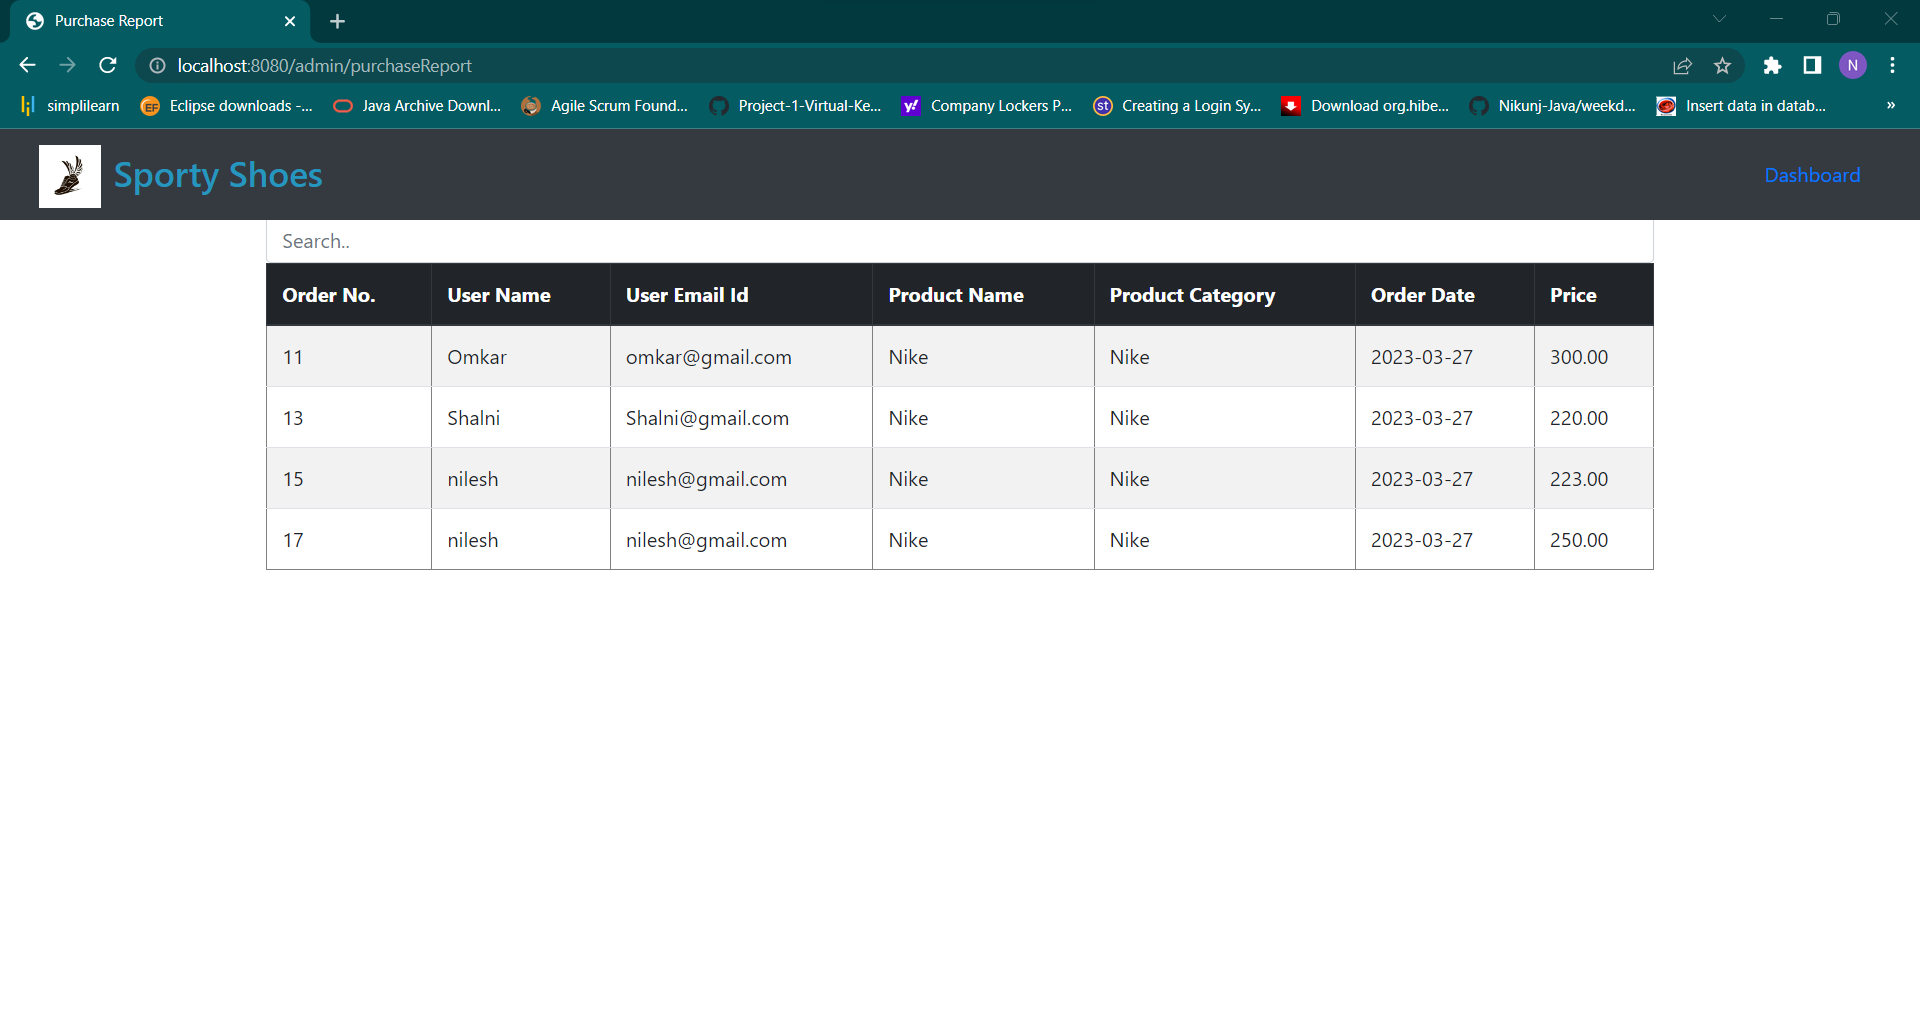 Purchase Report
localhost:8080/admin/purchaseReport
N
simplilearn EF Eclipse downloads -... Java Archive Downl... Agile Scrum Found... Project-1-Virtual-Ke... y! Company Lockers P... st Creating a Login Sy... Download org.hibe... Nikunj-Java/weekd... Insert data in datab... »
Sporty Shoes Dashboard
Search..
Order No. User Name User Email Id Product Name Product Category Order Date Price
11 Omkar omkar@gmail.com Nike Nike 2023-03-27 300.00
13 Shalni Shalni@gmail.com Nike Nike 2023-03-27 220.00
15 nilesh nilesh@gmail.com Nike Nike 2023-03-27 223.00
17 nilesh nilesh@gmail.com Nike Nike 2023-03-27 250.00